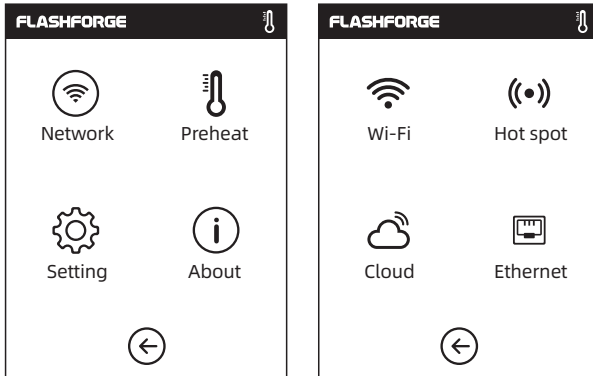 FLASHFORGE
Network Preheat
Setting About
FLASHFORGE
Wi-Fi Hot spot
Cloud Ethernet